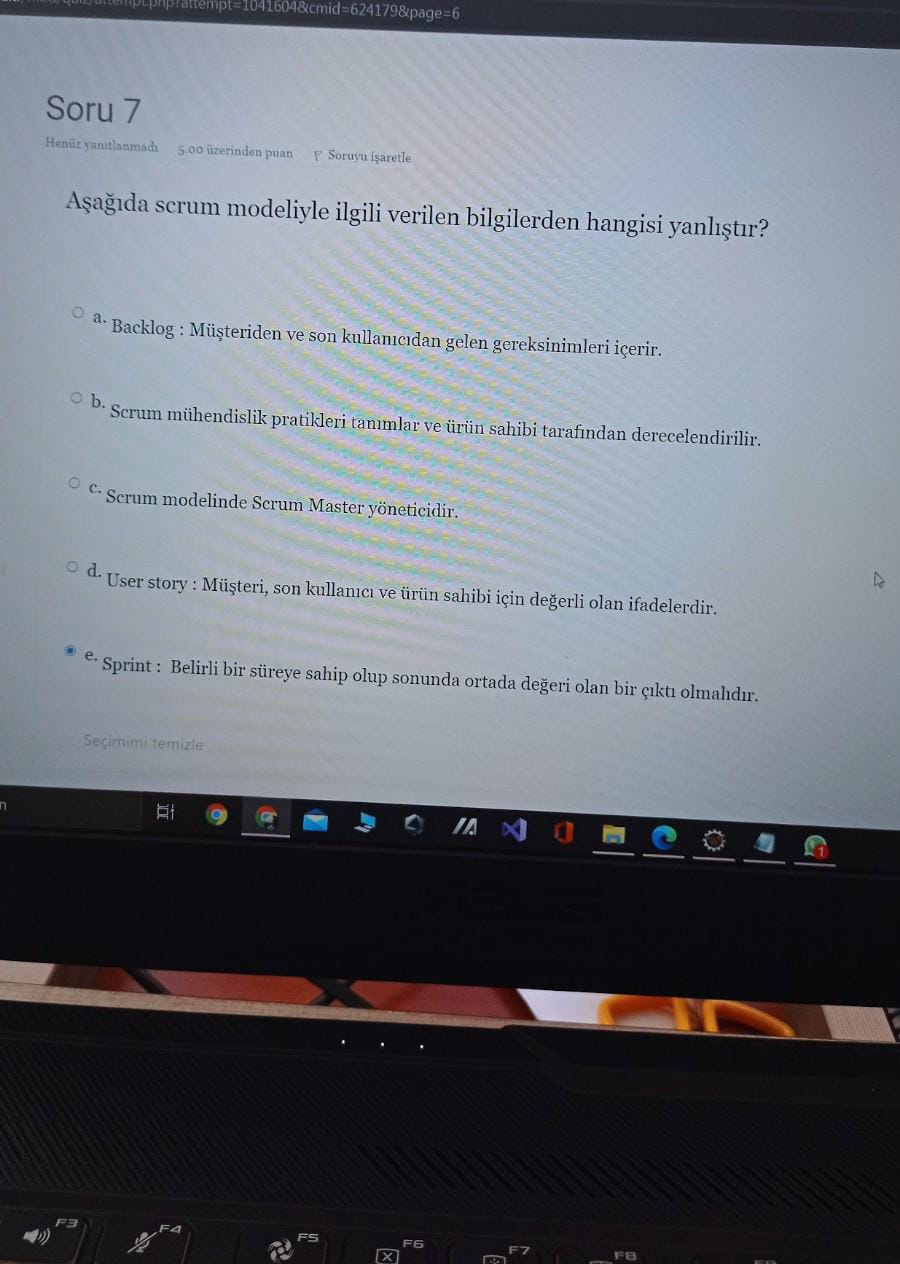 attempt.php?attempt=1041604&cmid=624179&page=6
Soru 7
Henüz yanıtlanmadı 5.00 üzerinden puan Soruyu işaretle
Aşağıda scrum modeliyle ilgili verilen bilgilerden hangisi yanlıştır?
a. Backlog : Müşteriden ve son kullanıcıdan gelen gereksinimleri içerir.
b. Scrum mühendislik pratikleri tanımlar ve ürün sahibi tarafından derecelendirilir.
c. Scrum modelinde Scrum Master yöneticidir.
d. User story : Müşteri, son kullanıcı ve ürün sahibi için değerli olan ifadelerdir.
e. Sprint : Belirli bir süreye sahip olup sonunda ortada değeri olan bir çıktı olmalıdır.
Seçimimi temizle
1
ASUS
F3 F4 F5 F6 F7 F8